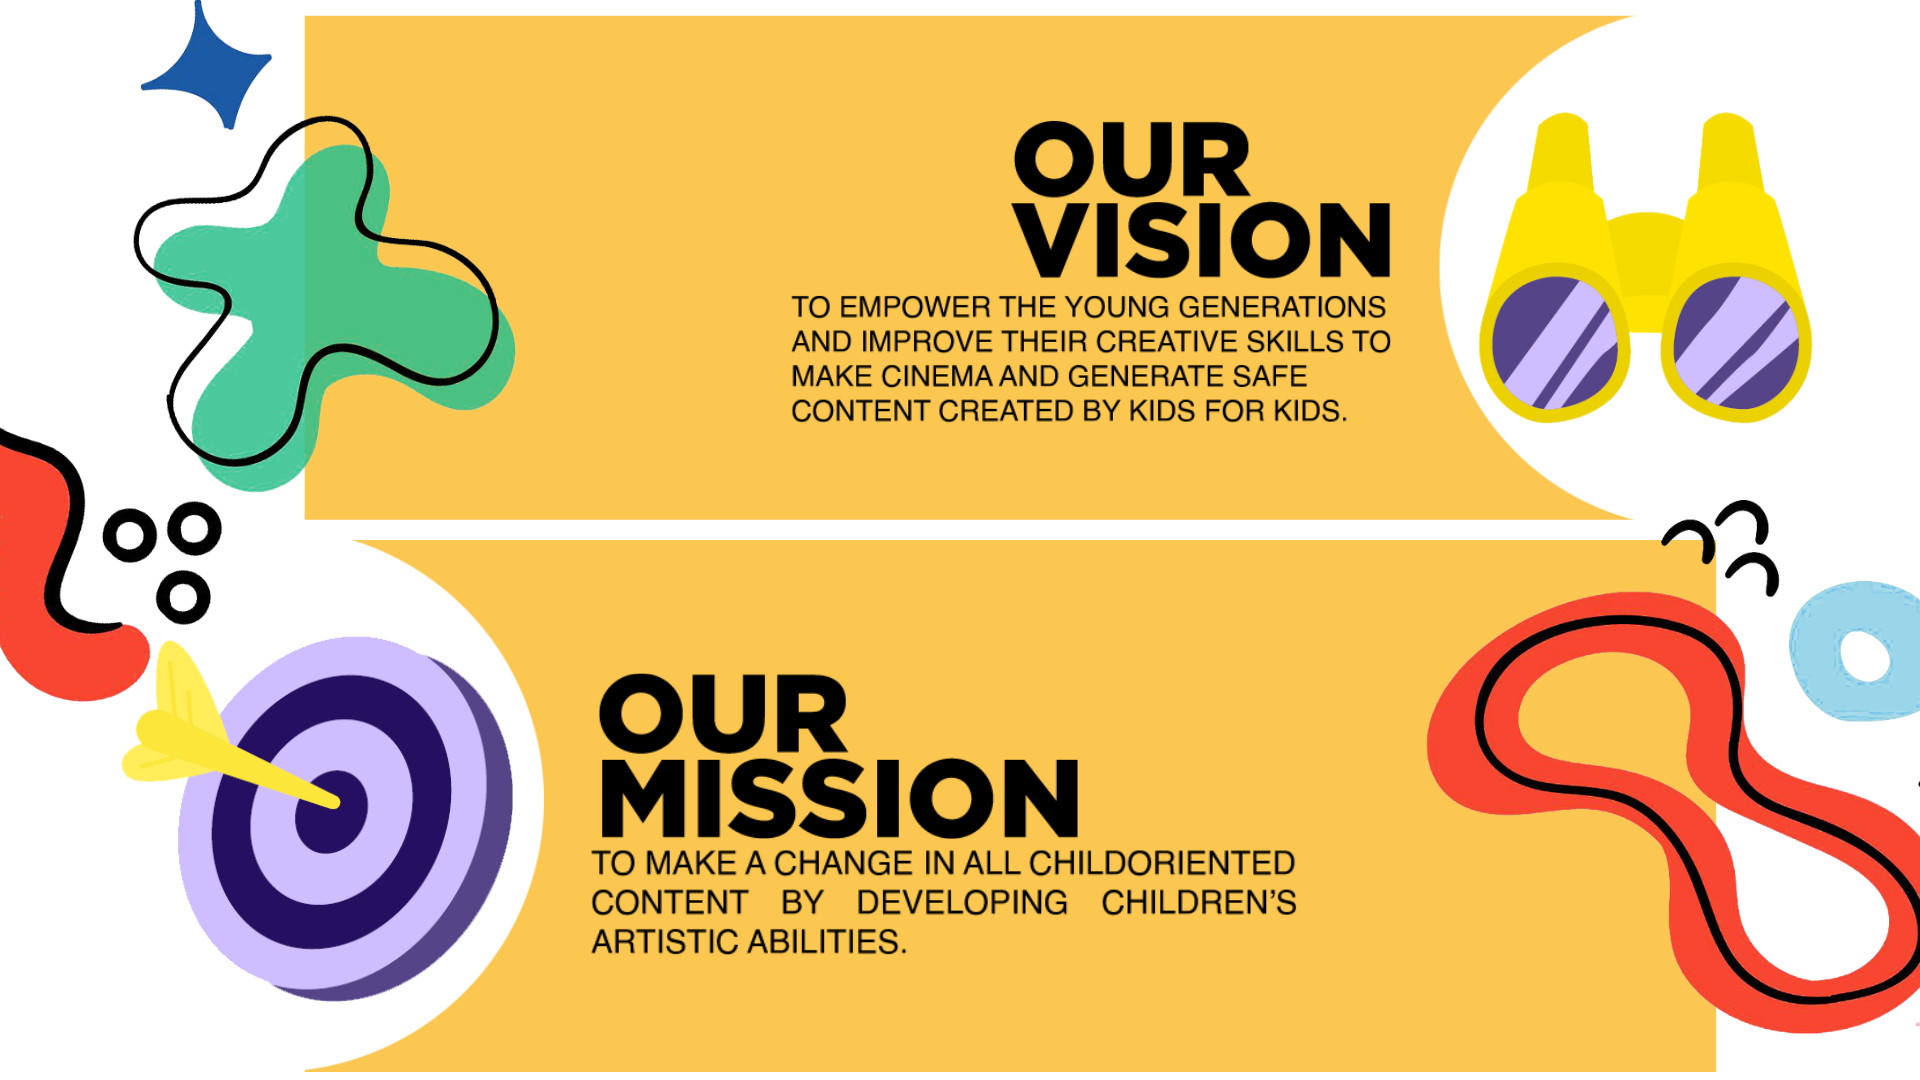 OUR
VISION
TO EMPOWER THE YOUNG GENERATIONS
AND IMPROVE THEIR CREATIVE SKILLS TO
MAKE CINEMA AND GENERATE SAFE
CONTENT CREATED BY KIDS FOR KIDS.
OUR
MISSION
TO MAKE A CHANGE IN ALL CHILDORIENTED
CONTENT BY DEVELOPING CHILDREN’S
ARTISTIC ABILITIES.